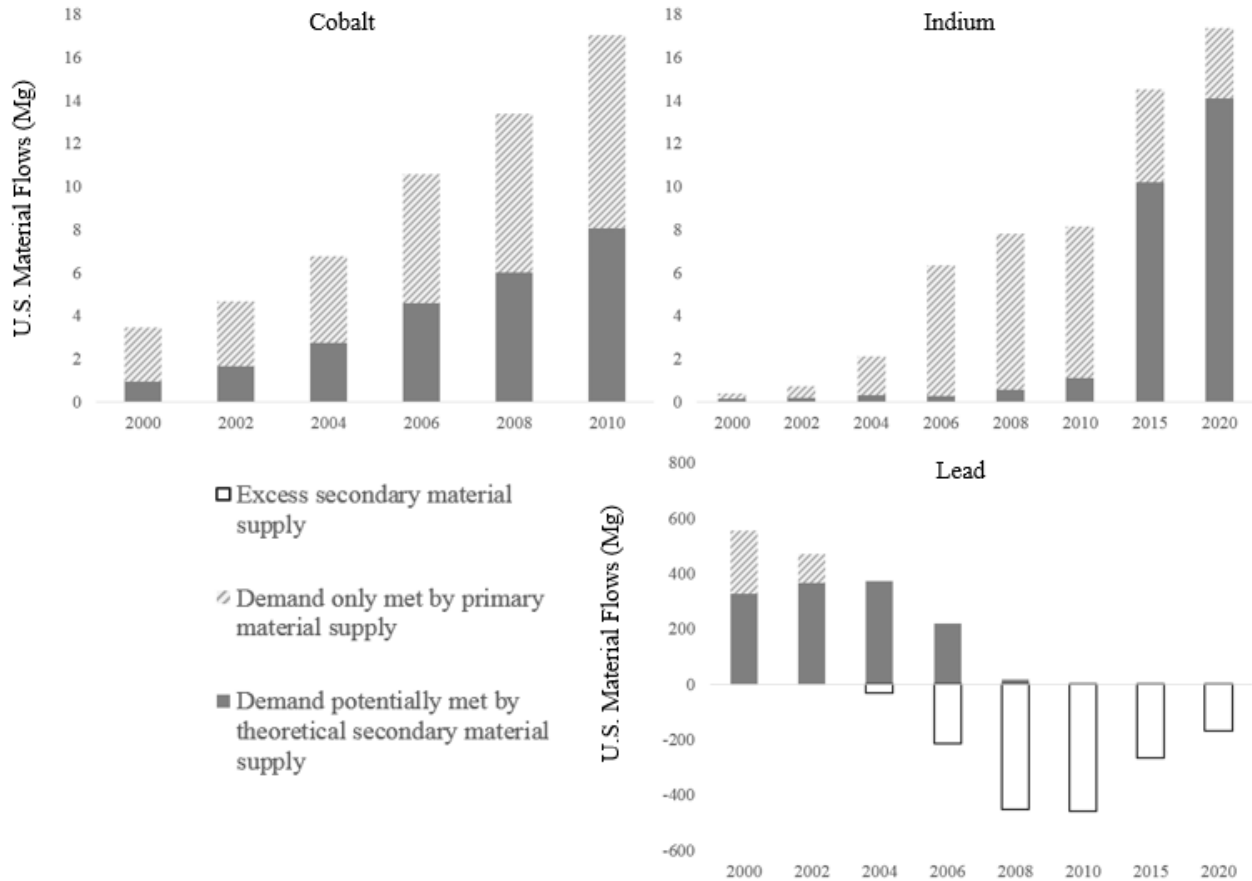 Cobalt
U.S. Material Flows (Mg)
18
16
14
12
10
8
6
4
2
0
2000 2002 2004 2006 2008 2010
Indium
18
16
14
12
10
8
6
4
2
0
2000 2002 2004 2006 2008 2010 2015 2020
Excess secondary material
supply
Demand only met by primary
material supply
Demand potentially met by
theoretical secondary material
supply
Lead
U.S. Material Flows (Mg)
800
600
400
200
0
-200
-400
-600
2000 2002 2004 2006 2008 2010 2015 2020